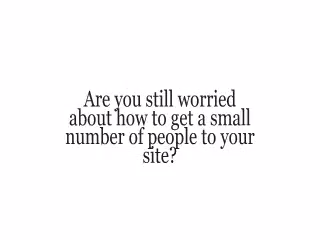 Are you still worried
about how to get a small
number of people to your
site?